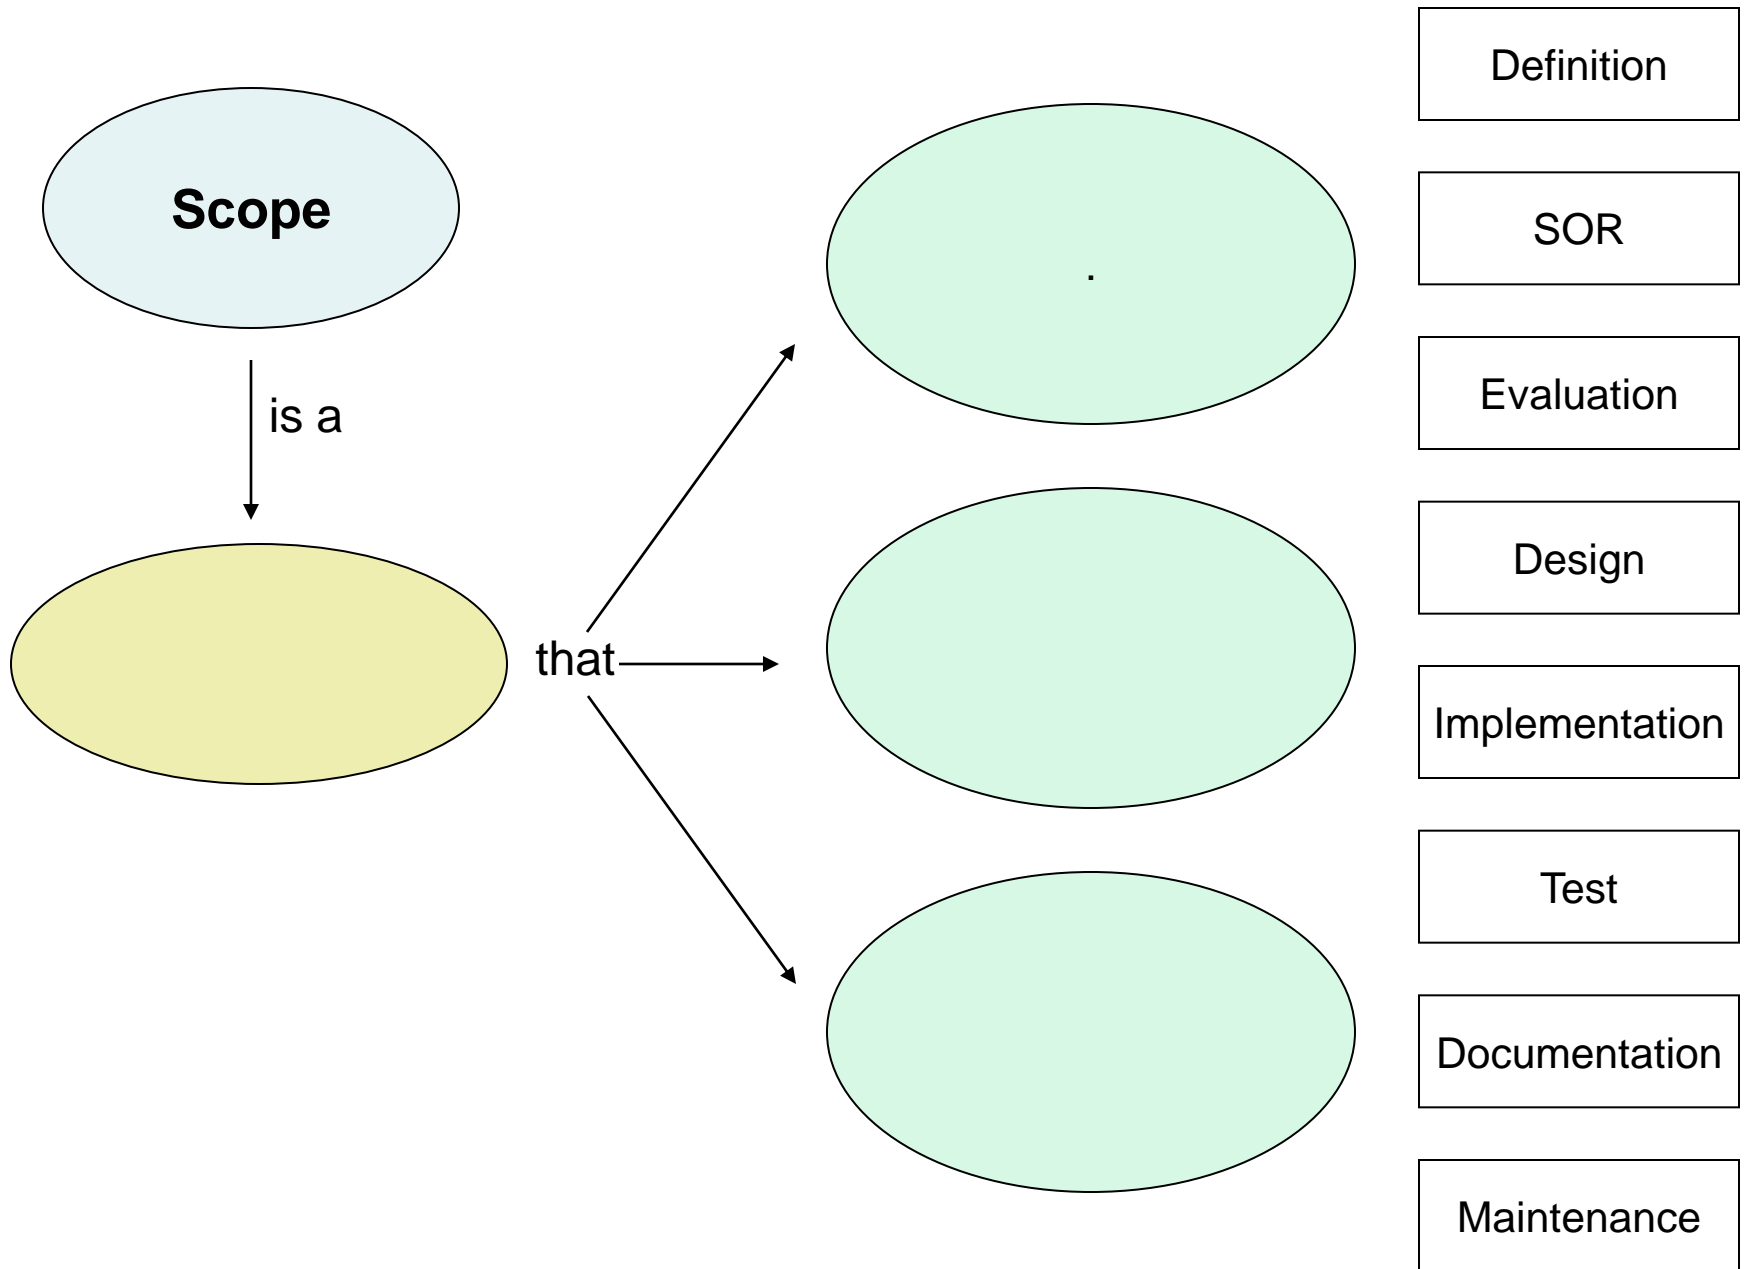 Scope
is a
that
.
Definition
SOR
Evaluation
Design
Implementation
Test
Documentation
Maintenance